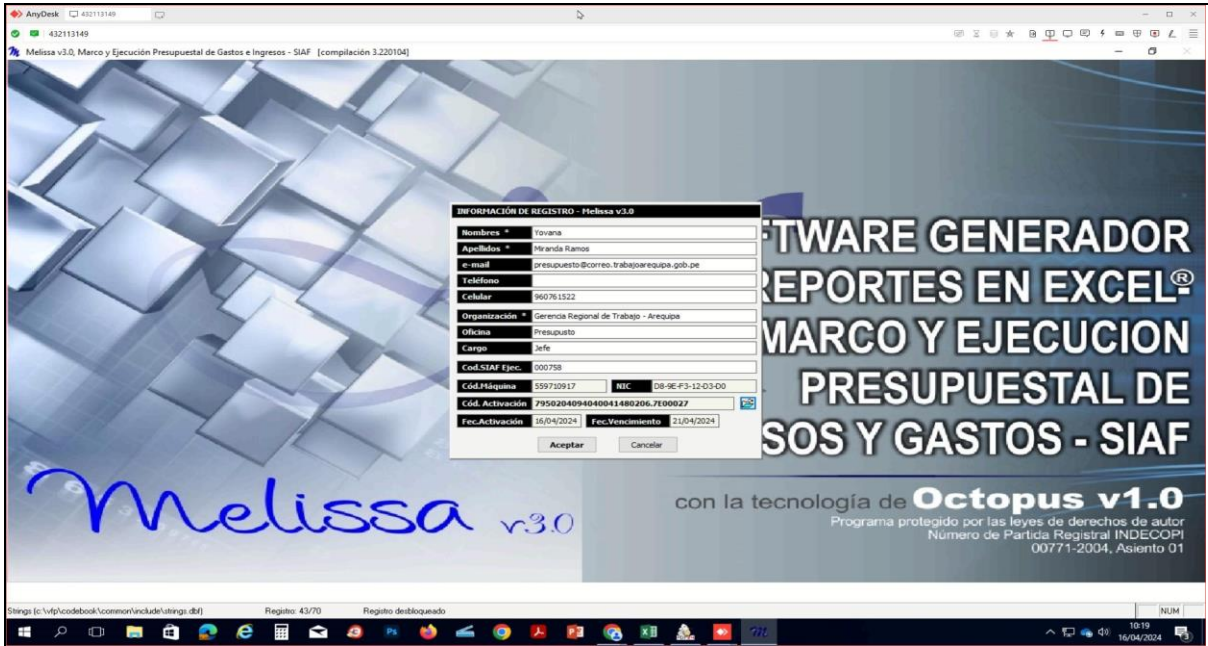 AnyDesk 432113149
432113149
Melissa v3.0, Marco y Ejecución Presupuestal de Gastos e Ingresos - SIAF [compilación 3.220104]
INFORMACIÓN DE REGISTRO - Melissa v3.0
Nombres * Yovana
Apellidos * Miranda Ramos
e-mail presupuesto@correo.trabajoarequipa.gob.pe
Teléfono
Celular 960761522
Organización * Gerencia Regional de Trabajo - Arequipa
Oficina Presupusto
Cargo Jefe
Cod.SIAF Ejec. 000758
Cód.Máquina 559710917 NIC D8-9E-F3-12-D3-D0
Cód. Activación 7950204094040041480206.7E00027
Fec.Activación 16/04/2024 Fec.Vencimiento 21/04/2024
Aceptar Cancelar
FTWARE GENERADOR
REPORTES EN EXCEL®
MARCO Y EJECUCION
PRESUPUESTAL DE
SOS Y GASTOS - SIAF
Melissa v3.0
con la tecnología de Octopus v1.0
Programa protegido por las leyes de derechos de autor
Número de Partida Registral INDECOPI
00771-2004, Asiento 01
Strings (c:\vfp\codebook\common\include\strings.dbf) Registro: 43/70 Registro desbloqueado NUM
10:19
16/04/2024